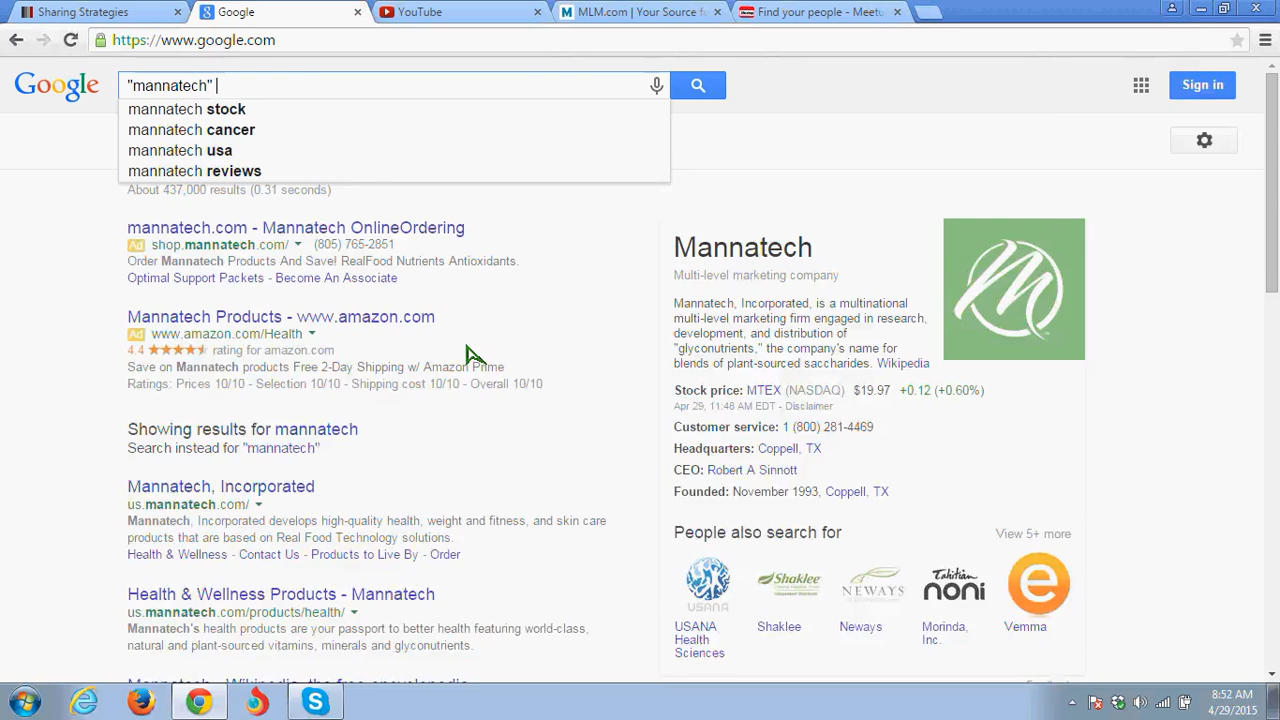 Sharing Strategies
Google
YouTube
MLM.com | Your Source fo
Find your people - Meetu
https://www.google.com
Google
"mannatech"
Sign in
mannatech stock
mannatech cancer
mannatech usa
mannatech reviews
About 437,000 results (0.31 seconds)
mannatech.com - Mannatech OnlineOrdering
Ad shop.mannatech.com/ (805) 765-2851
Order Mannatech Products And Save! RealFood Nutrients Antioxidants.
Optimal Support Packets - Become An Associate
Mannatech Products - www.amazon.com
Ad www.amazon.com/Health
4.4 rating for amazon.com
Save on Mannatech products Free 2-Day Shipping w/ Amazon Prime
Ratings: Prices 10/10 - Selection 10/10 - Shipping cost 10/10 - Overall 10/10
Showing results for mannatech
Search instead for "mannatech"
Mannatech, Incorporated
us.mannatech.com/
Mannatech, Incorporated develops high-quality health, weight and fitness, and skin care
products that are based on Real Food Technology solutions.
Health & Wellness - Contact Us - Products to Live By - Order
Health & Wellness Products - Mannatech
us.mannatech.com/products/health/
Mannatech's health products are your passport to better health featuring world-class,
natural and plant-sourced vitamins, minerals and glyconutrients.
Mannatech - Wikipedia, the free encyclopedia
Mannatech
Multi-level marketing company
Mannatech, Incorporated, is a multinational
multi-level marketing firm engaged in research,
development, and distribution of
"glyconutrients," the company's name for
blends of plant-sourced saccharides. Wikipedia
Stock price: MTEX (NASDAQ) $19.97 +0.12 (+0.60%)
Apr 29, 11:48 AM EDT - Disclaimer
Customer service: 1 (800) 281-4469
Headquarters: Coppell, TX
CEO: Robert A Sinnott
Founded: November 1993, Coppell, TX
People also search for
View 5+ more
USANA
Shaklee
NEWAYS
Tahitian
noni
e
USANA
Health
Sciences
Shaklee
Neways
Morinda,
Inc.
Vemma
8:52 AM
4/29/2015